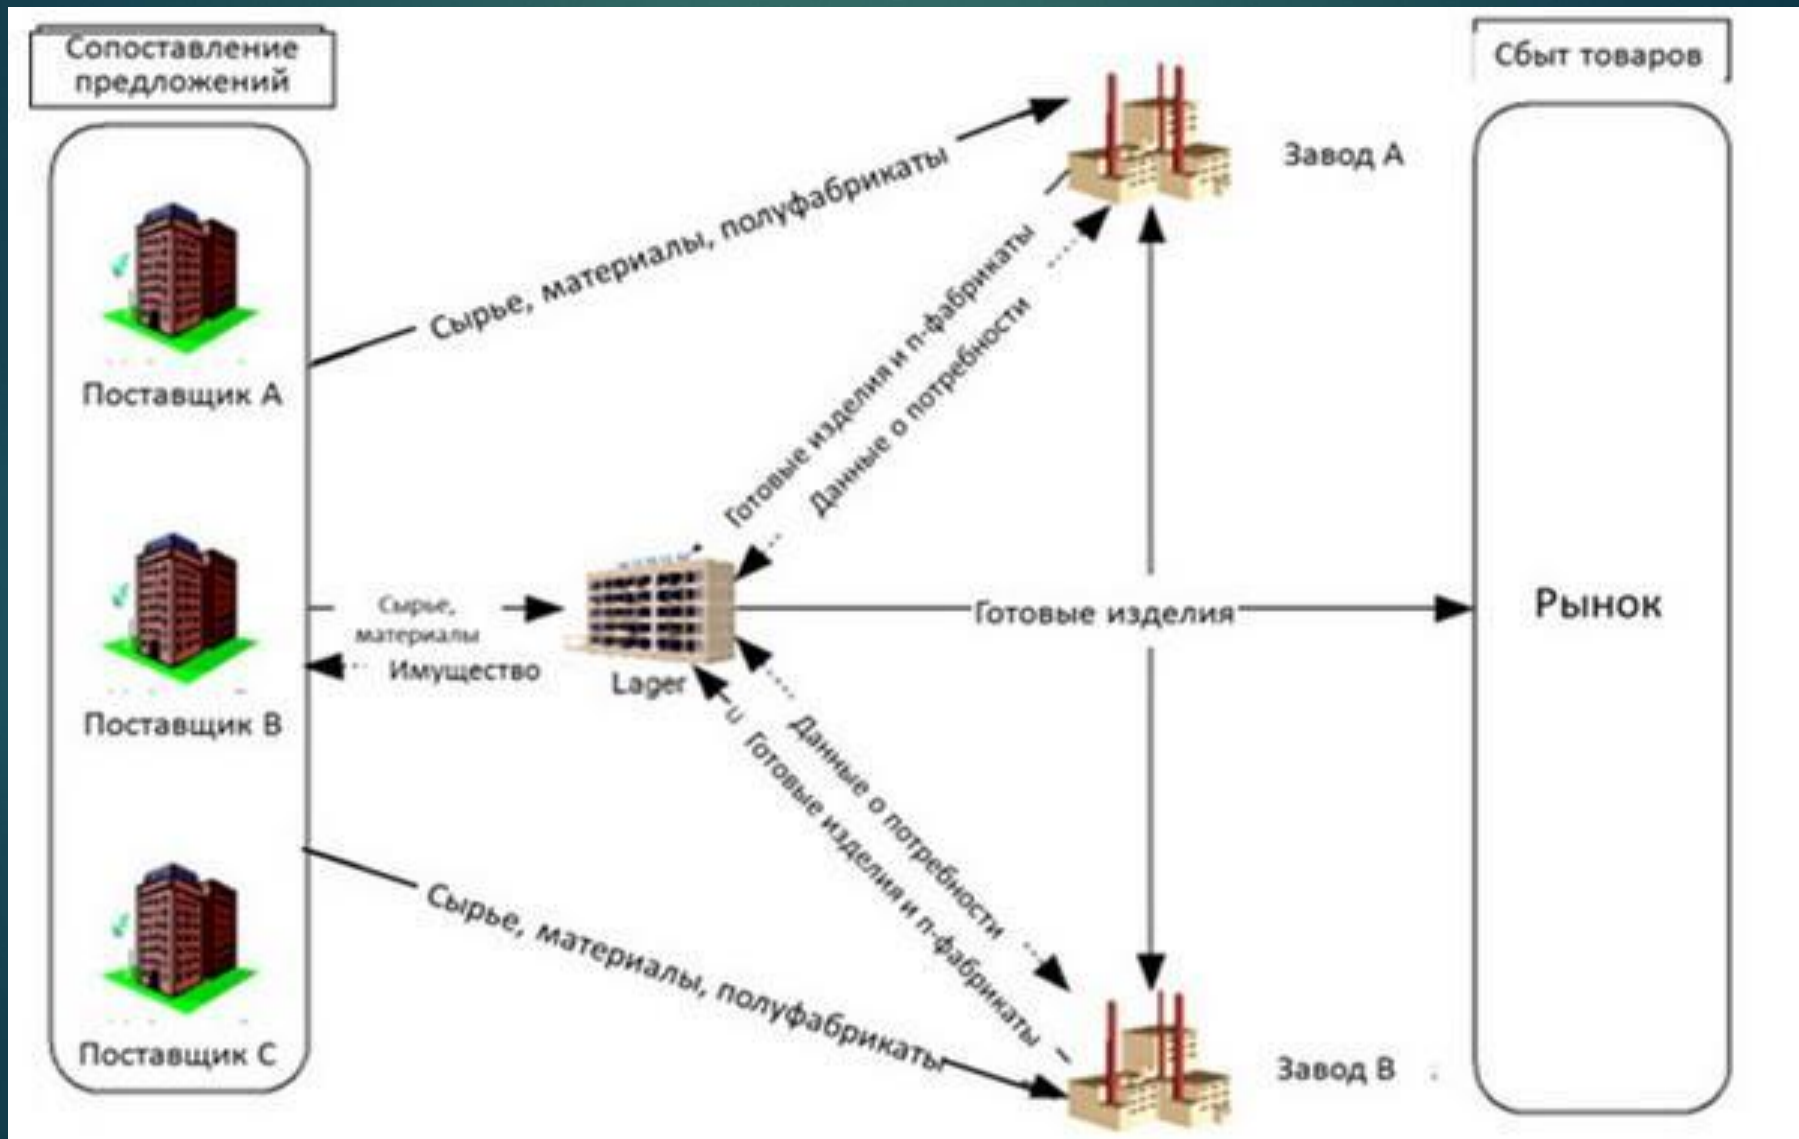 Сопоставление
предложений
Сбыт товаров
Завод А
Сырье, материалы, полуфабрикаты
Готовые изделия и п-фабрикаты
Данные о потребности
Поставщик А
Сырье,
материалы
Имущество
Lager
Готовые изделия
Рынок
Поставщик В
Данные о потребности
Готовые изделия и п-фабрикаты
Сырье, материалы, полуфабрикаты
Поставщик С
Завод В